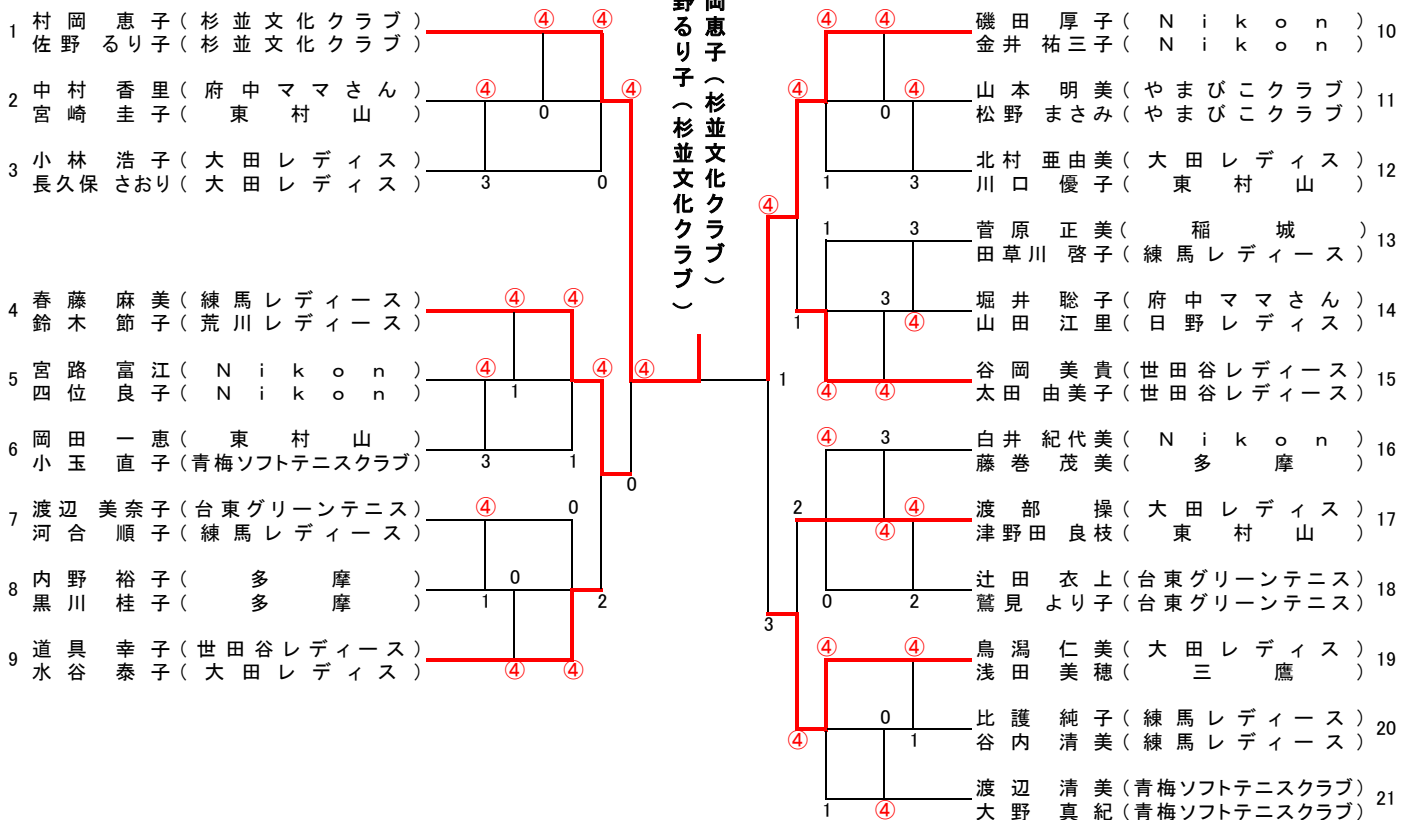 1 村岡 恵子(杉並文化クラブ)
佐野 るり子(杉並文化クラブ)
④ ④
2 中村 香里(府中ママさん)
宮崎 圭子(東村山)
④ 0 ④
3 小林 浩子(大田レディス)
長久保 さおり(大田レディス)
3 0
4 春藤 麻美(練馬レディース)
鈴木 節子(荒川レディース)
④ ④
5 宮路 富江(Nikon)
四位 良子(Nikon)
④ 1 ④ ④
6 岡田 一恵(東村山)
小玉 直子(青梅ソフトテニスクラブ)
3 1 0
7 渡辺 美奈子(台東グリーンテニス)
河合 順子(練馬レディース)
④ 0
8 内野 裕子(多摩)
黒川 桂子(多摩)
1 0 2
9 道具 幸子(世田谷レディース)
水谷 泰子(大田レディス)
④ ④
岡恵子(杉並文化クラブ)
野るり子(杉並文化クラブ)
④ ④
磯田 厚子(Nikon) 10
金井 祐三子(Nikon)
④ 0 ④
山本 明美(やまびこクラブ) 11
松野 まさみ(やまびこクラブ)
1 3
北村 亜由美(大田レディス) 12
川口 優子(東村山)
④ 1 3
菅原 正美(稲城) 13
田草川 啓子(練馬レディース)
1 3 ④
堀井 聡子(府中ママさん) 14
山田 江里(日野レディス)
1 ④ ④
谷岡 美貴(世田谷レディース) 15
太田 由美子(世田谷レディース)
④ 3
白井 紀代美(Nikon) 16
藤巻 茂美(多摩)
2 ④ ④
渡部 操(大田レディス) 17
津野田 良枝(東村山)
3 0 2
辻田 衣上(台東グリーンテニス) 18
鷲見 より子(台東グリーンテニス)
④ ④
鳥潟 仁美(大田レディス) 19
浅田 美穂(三鷹)
④ 0 1
比護 純子(練馬レディース) 20
谷内 清美(練馬レディース)
1 ④
渡辺 清美(青梅ソフトテニスクラブ) 21
大野 真紀(青梅ソフトテニスクラブ)